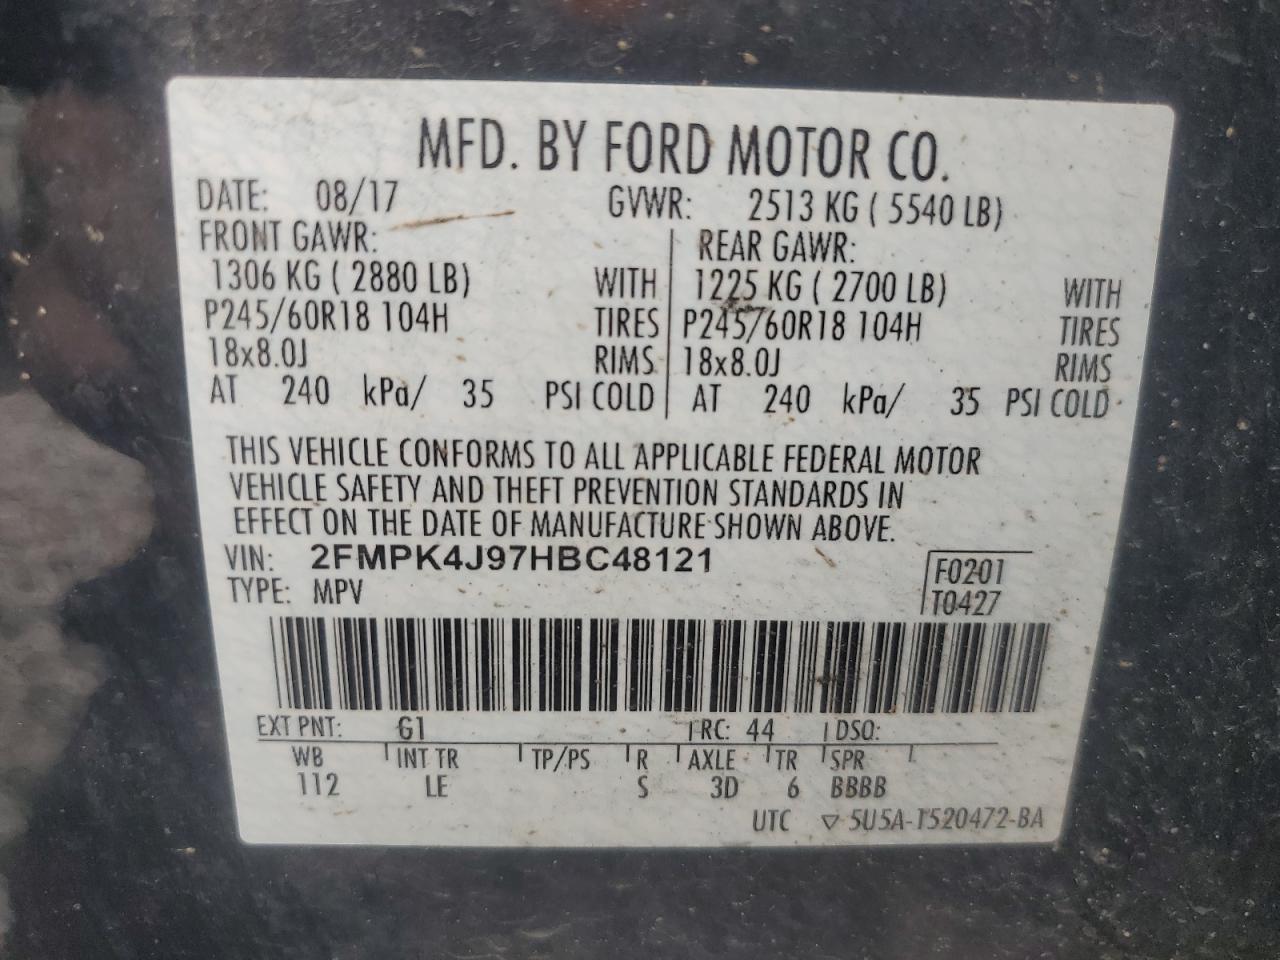 MFD. BY FORD MOTOR CO.
DATE: 08/17 GVWR: 2513 KG ( 5540 LB)
FRONT GAWR: REAR GAWR:
1306 KG ( 2880 LB) WITH 1225 KG ( 2700 LB) WITH
P245/60R18 104H TIRES P245/60R18 104H TIRES
18x8.0J RIMS 18x8.0J RIMS
AT 240 kPa/ 35 PSI COLD AT 240 kPa/ 35 PSI COLD
THIS VEHICLE CONFORMS TO ALL APPLICABLE FEDERAL MOTOR
VEHICLE SAFETY AND THEFT PREVENTION STANDARDS IN
EFFECT ON THE DATE OF MANUFACTURE SHOWN ABOVE.
VIN: 2FMPK4J97HBC48121 F0201
TYPE: MPV T0427
EXT PNT: G1 RC: 44 DSO:
WB INT TR TP/PS R AXLE TR SPR
112 LE S 3D 6 BBBB
UTC ▽ 5U5A-1520472-BA